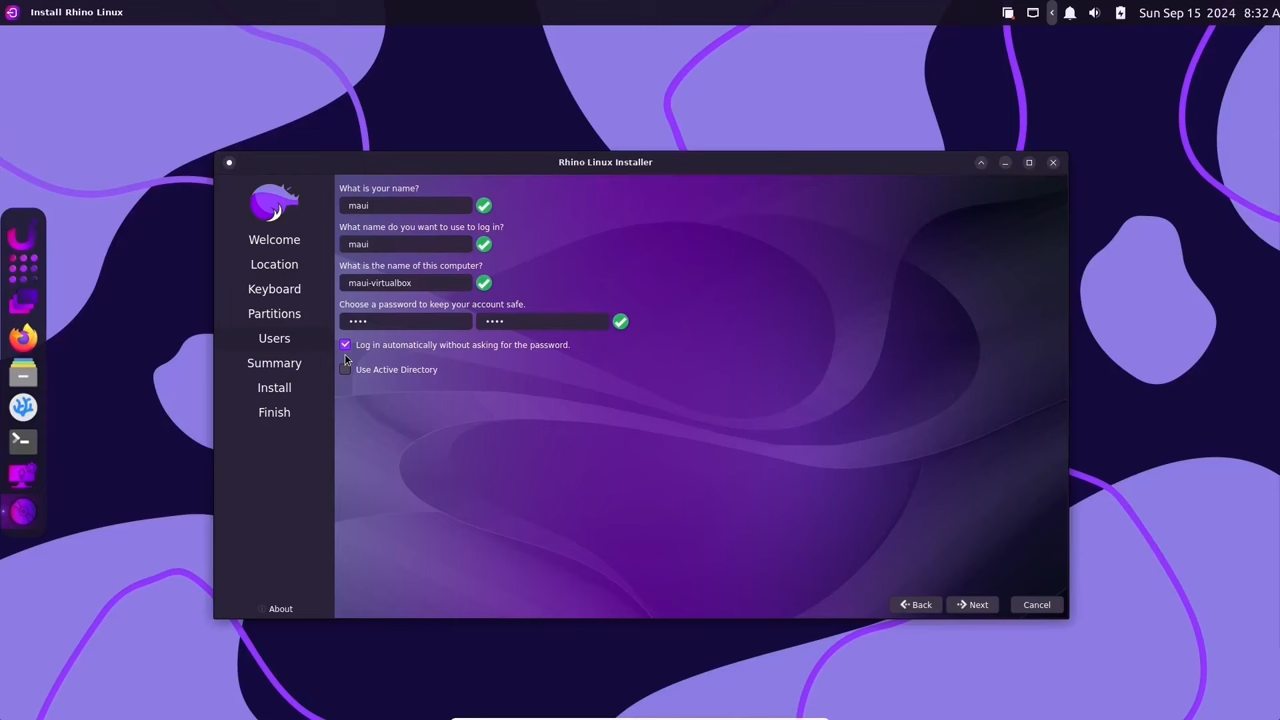 Install Rhino Linux
Sun Sep 15 2024 8:32 A
Rhino Linux Installer
Welcome
Location
Keyboard
Partitions
Users
Summary
Install
Finish
About
What is your name?
maui
What name do you want to use to log in?
maui
What is the name of this computer?
maui-virtualbox
Choose a password to keep your account safe.
•••• ••••
Log in automatically without asking for the password.
Use Active Directory
Back Next Cancel